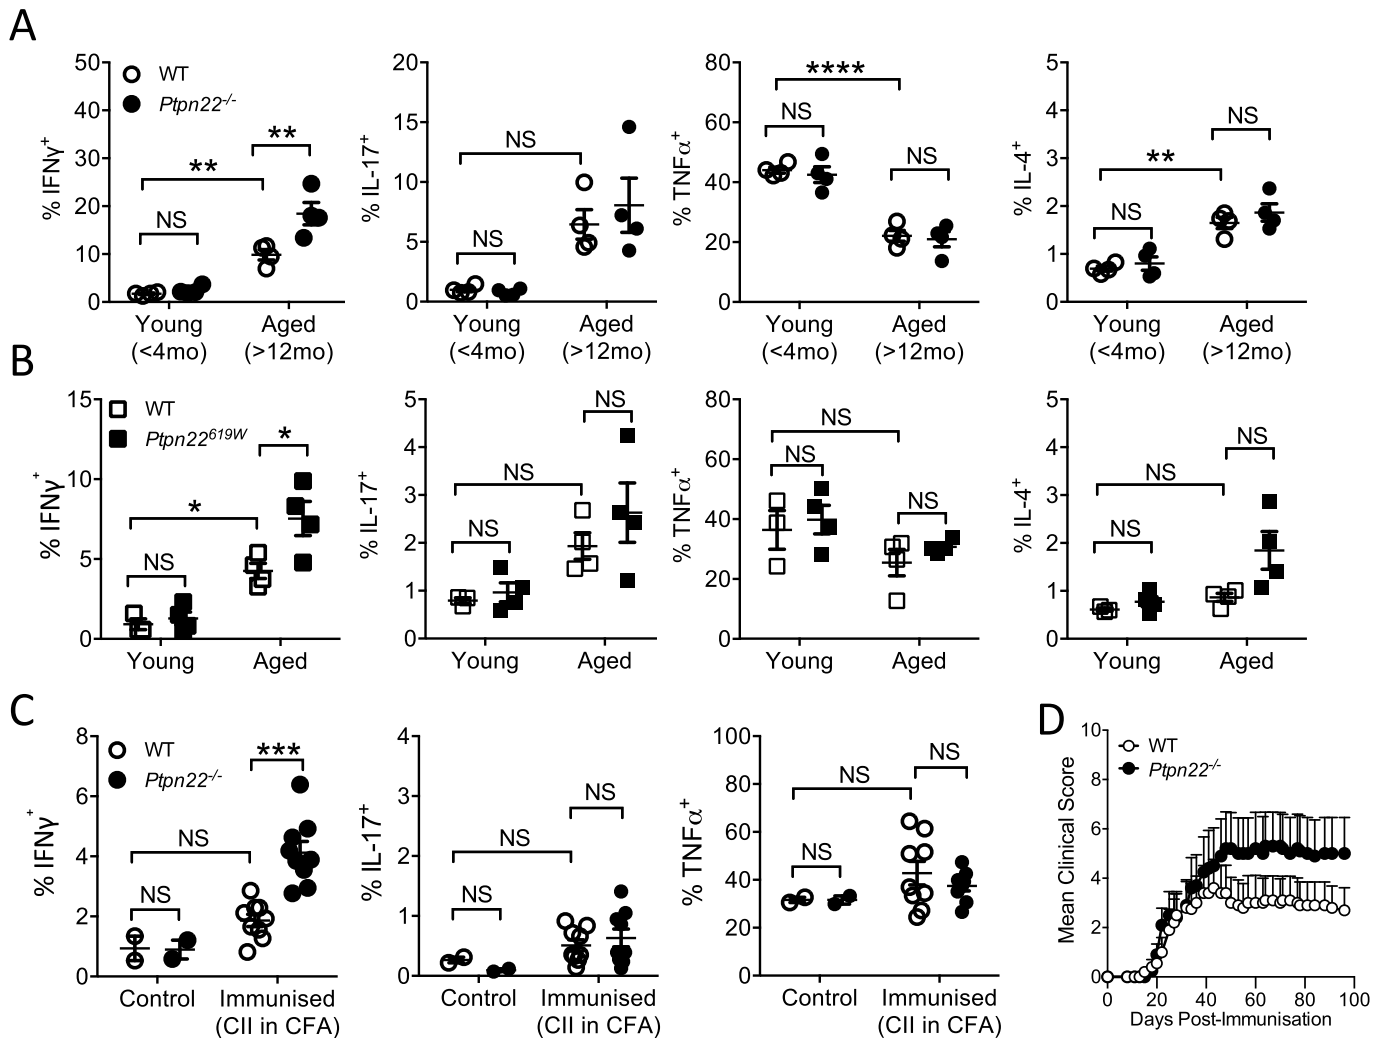 A
50
40
30
20
10
0
% IFNγ+
WT
Ptpn22-/-
NS
**
**
Young
(<4mo)
Aged
(>12mo)
20
15
10
5
0
% IL-17+
NS
NS
Young
(<4mo)
Aged
(>12mo)
80
60
40
20
0
% TNFα+
****
NS
NS
Young
(<4mo)
Aged
(>12mo)
5
4
3
2
1
0
% IL-4+
NS
**
NS
Young
(<4mo)
Aged
(>12mo)
B
15
10
5
0
% IFNγ+
WT
Ptpn22619W
NS
*
*
Young
Aged
5
4
3
2
1
0
% IL-17+
NS
NS
NS
Young
Aged
80
60
40
20
0
% TNFα+
NS
NS
NS
Young
Aged
5
4
3
2
1
0
% IL-4+
NS
NS
NS
Young
Aged
C
8
6
4
2
0
% IFNγ+
WT
Ptpn22-/-
NS
NS
***
Control
Immunised
(CII in CFA)
4
3
2
1
0
% IL-17+
NS
NS
NS
Control
Immunised
(CII in CFA)
100
80
60
40
20
0
% TNFα+
NS
NS
NS
Control
Immunised
(CII in CFA)
D
10
8
6
4
2
0
Mean Clinical Score
WT
Ptpn22-/-
0 20 40 60 80 100
Days Post-Immunisation